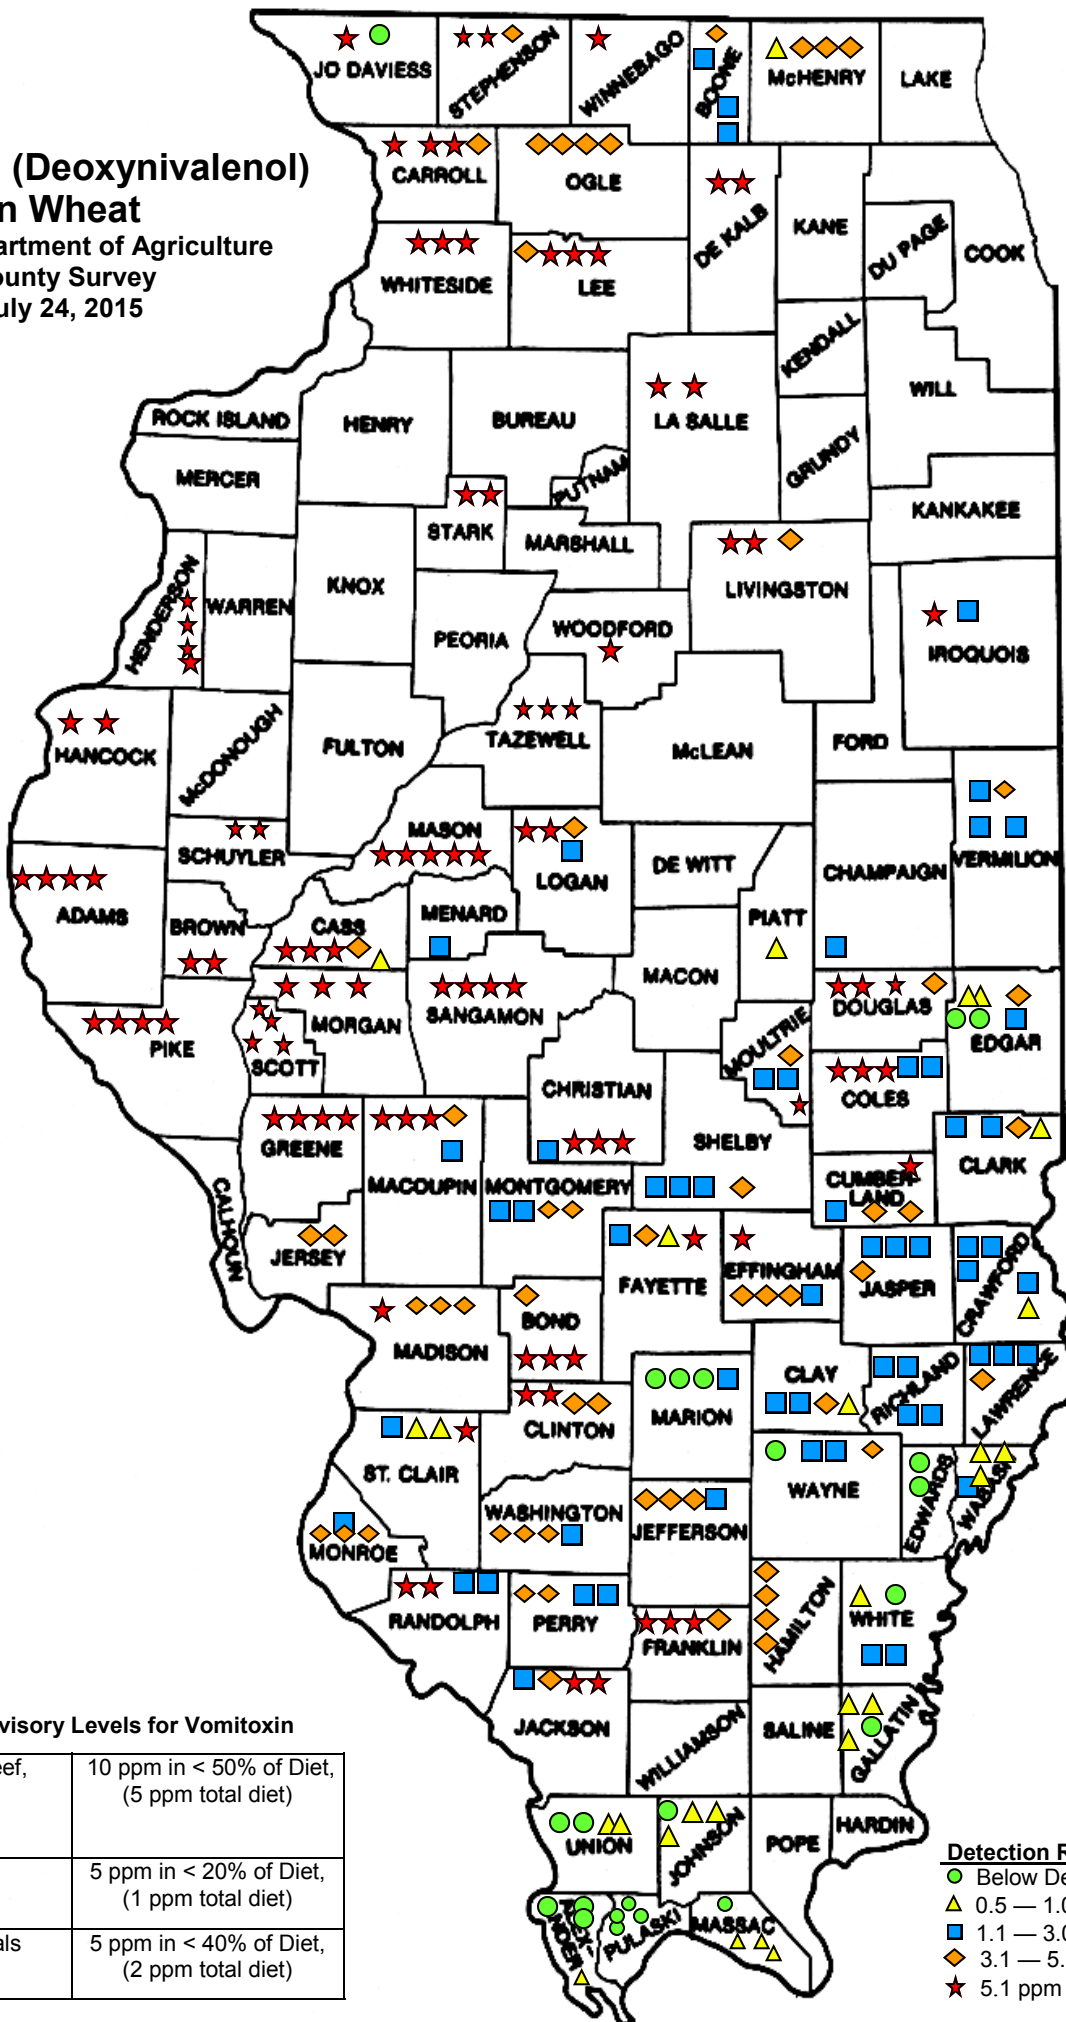 (Deoxynivalenol)
n Wheat
artment of Agriculture
ounty Survey
uly 24, 2015
JO DAVIESS
STEPHENSON
WINNEBAGO
BOONE
McHENRY
LAKE
CARROLL
OGLE
DE KALB
KANE
DU PAGE
COOK
WHITESIDE
LEE
KENDALL
WILL
ROCK ISLAND
HENRY
BUREAU
LA SALLE
GRUNDY
MERCER
PUTNAM
KANKAKEE
STARK
MARSHALL
HENDERSON
WARREN
KNOX
PEORIA
WOODFORD
LIVINGSTON
IROQUOIS
HANCOCK
McDONOUGH
FULTON
TAZEWELL
McLEAN
FORD
SCHUYLER
MASON
LOGAN
DE WITT
CHAMPAIGN
VERMILION
ADAMS
BROWN
CASS
MENARD
PIATT
MACON
PIKE
SCOTT
MORGAN
SANGAMON
MOULTRIE
DOUGLAS
EDGAR
CHRISTIAN
COLES
GREENE
SHELBY
CALHOUN
MACOUPIN
MONTGOMERY
CUMBER-
LAND
CLARK
JERSEY
FAYETTE
EFFINGHAM
JASPER
CRAWFORD
MADISON
BOND
CLAY
RICHLAND
LAWRENCE
ST. CLAIR
CLINTON
MARION
WAYNE
EDWARDS
WABASH
MONROE
WASHINGTON
JEFFERSON
RANDOLPH
PERRY
FRANKLIN
HAMILTON
WHITE
JACKSON
WILLIAMSON
SALINE
GALLATIN
UNION
JOHNSON
POPE
HARDIN
ALEX-
NDER
PULASKI
MASSAC
visory Levels for Vomitoxin
eef,
10 ppm in < 50% of Diet,
(5 ppm total diet)
5 ppm in < 20% of Diet,
(1 ppm total diet)
als
5 ppm in < 40% of Diet,
(2 ppm total diet)
Detection R
Below De
0.5 — 1.0
1.1 — 3.0
3.1 — 5.
5.1 ppm